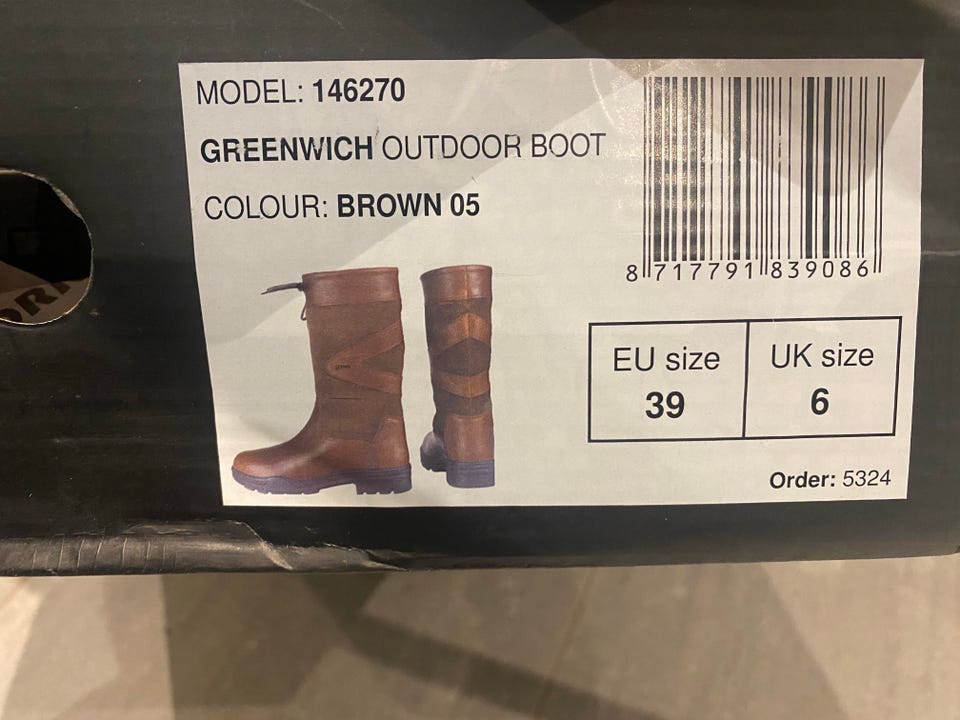 MODEL: 146270
GREENWICH OUTDOOR BOOT
COLOUR: BROWN 05
8 717791 839086
EU size
39
UK size
6
Order: 5324